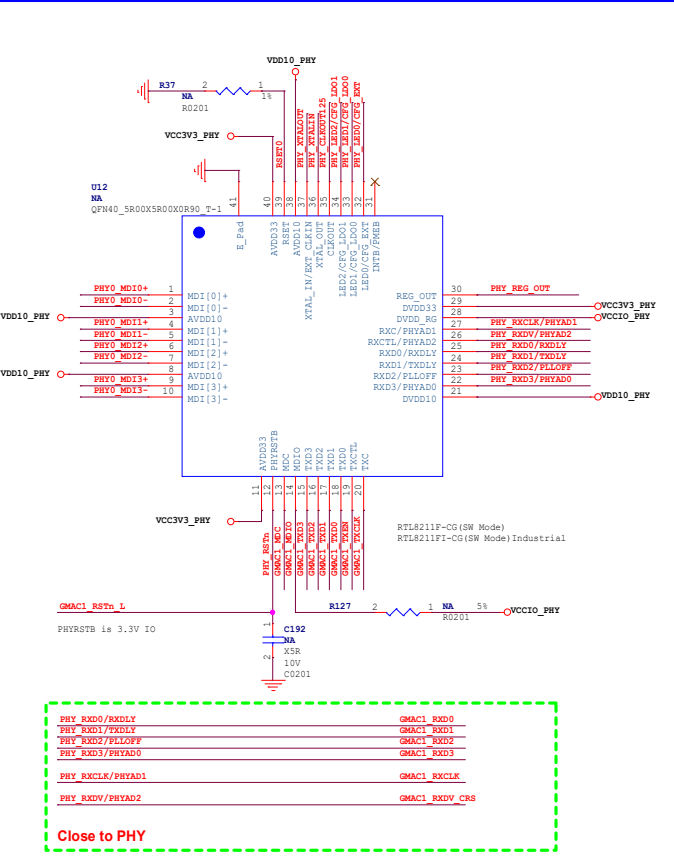 VDD10_PHY
R37 2 1
NA 1%
R0201
VCC3V3_PHY
RSET0
PHY_XTALOUT
PHY_XTALIN
PHY_CLKOUT125
PHY_LED2/CFG_LDO1
PHY_LED1/CFG_LDO0
PHY_LED0/CFG_EXT
U12
NA
QFN40_5R00X5R00X0R90_T-1
41 40 39 38 37 36 35 34 33 32 31
E_Pad
AVDD33
RSET
AVDD10
XTAL_IN/EXT_CLKIN
XTAL_OUT
CLKOUT
LED2/CFG_LDO1
LED1/CFG_LDO0
LED0/CFG_EXT
INTB/PMEB
PHY0_MDI0+ 1 MDI[0]+
PHY0_MDI0- 2 MDI[0]-
VDD10_PHY 3 AVDD10
PHY0_MDI1+ 4 MDI[1]+
PHY0_MDI1- 5 MDI[1]-
PHY0_MDI2+ 6 MDI[2]+
PHY0_MDI2- 7 MDI[2]-
VDD10_PHY 8 AVDD10
PHY0_MDI3+ 9 MDI[3]+
PHY0_MDI3- 10 MDI[3]-
REG_OUT 30 PHY_REG_OUT
DVDD33 29 VCC3V3_PHY
DVDD_RG 28 VCCIO_PHY
RXC/PHYAD1 27 PHY_RXCLK/PHYAD1
RXCTL/PHYAD2 26 PHY_RXDV/PHYAD2
RXD0/RXDLY 25 PHY_RXD0/RXDLY
RXD1/TXDLY 24 PHY_RXD1/TXDLY
RXD2/PLLOFF 23 PHY_RXD2/PLLOFF
RXD3/PHYAD0 22 PHY_RXD3/PHYAD0
DVDD10 21 VDD10_PHY
AVDD33
PHYRSTB
MDC
MDIO
TXD3
TXD2
TXD1
TXD0
TXCTL
TXC
11 12 13 14 15 16 17 18 19 20
VCC3V3_PHY
PHY_RSTn
GMAC1_MDC
GMAC1_MDIO
GMAC1_TXD3
GMAC1_TXD2
GMAC1_TXD1
GMAC1_TXD0
GMAC1_TXEN
GMAC1_TXCLK
RTL8211F-CG(SW Mode)
RTL8211FI-CG(SW Mode)Industrial
GMAC1_RSTn_L
R127 2 1 NA 5% VCCIO_PHY
R0201
PHYRSTB is 3.3V IO
1 C192
NA
2 X5R
10V
C0201
PHY_RXD0/RXDLY GMAC1_RXD0
PHY_RXD1/TXDLY GMAC1_RXD1
PHY_RXD2/PLLOFF GMAC1_RXD2
PHY_RXD3/PHYAD0 GMAC1_RXD3
PHY_RXCLK/PHYAD1 GMAC1_RXCLK
PHY_RXDV/PHYAD2 GMAC1_RXDV_CRS
Close to PHY